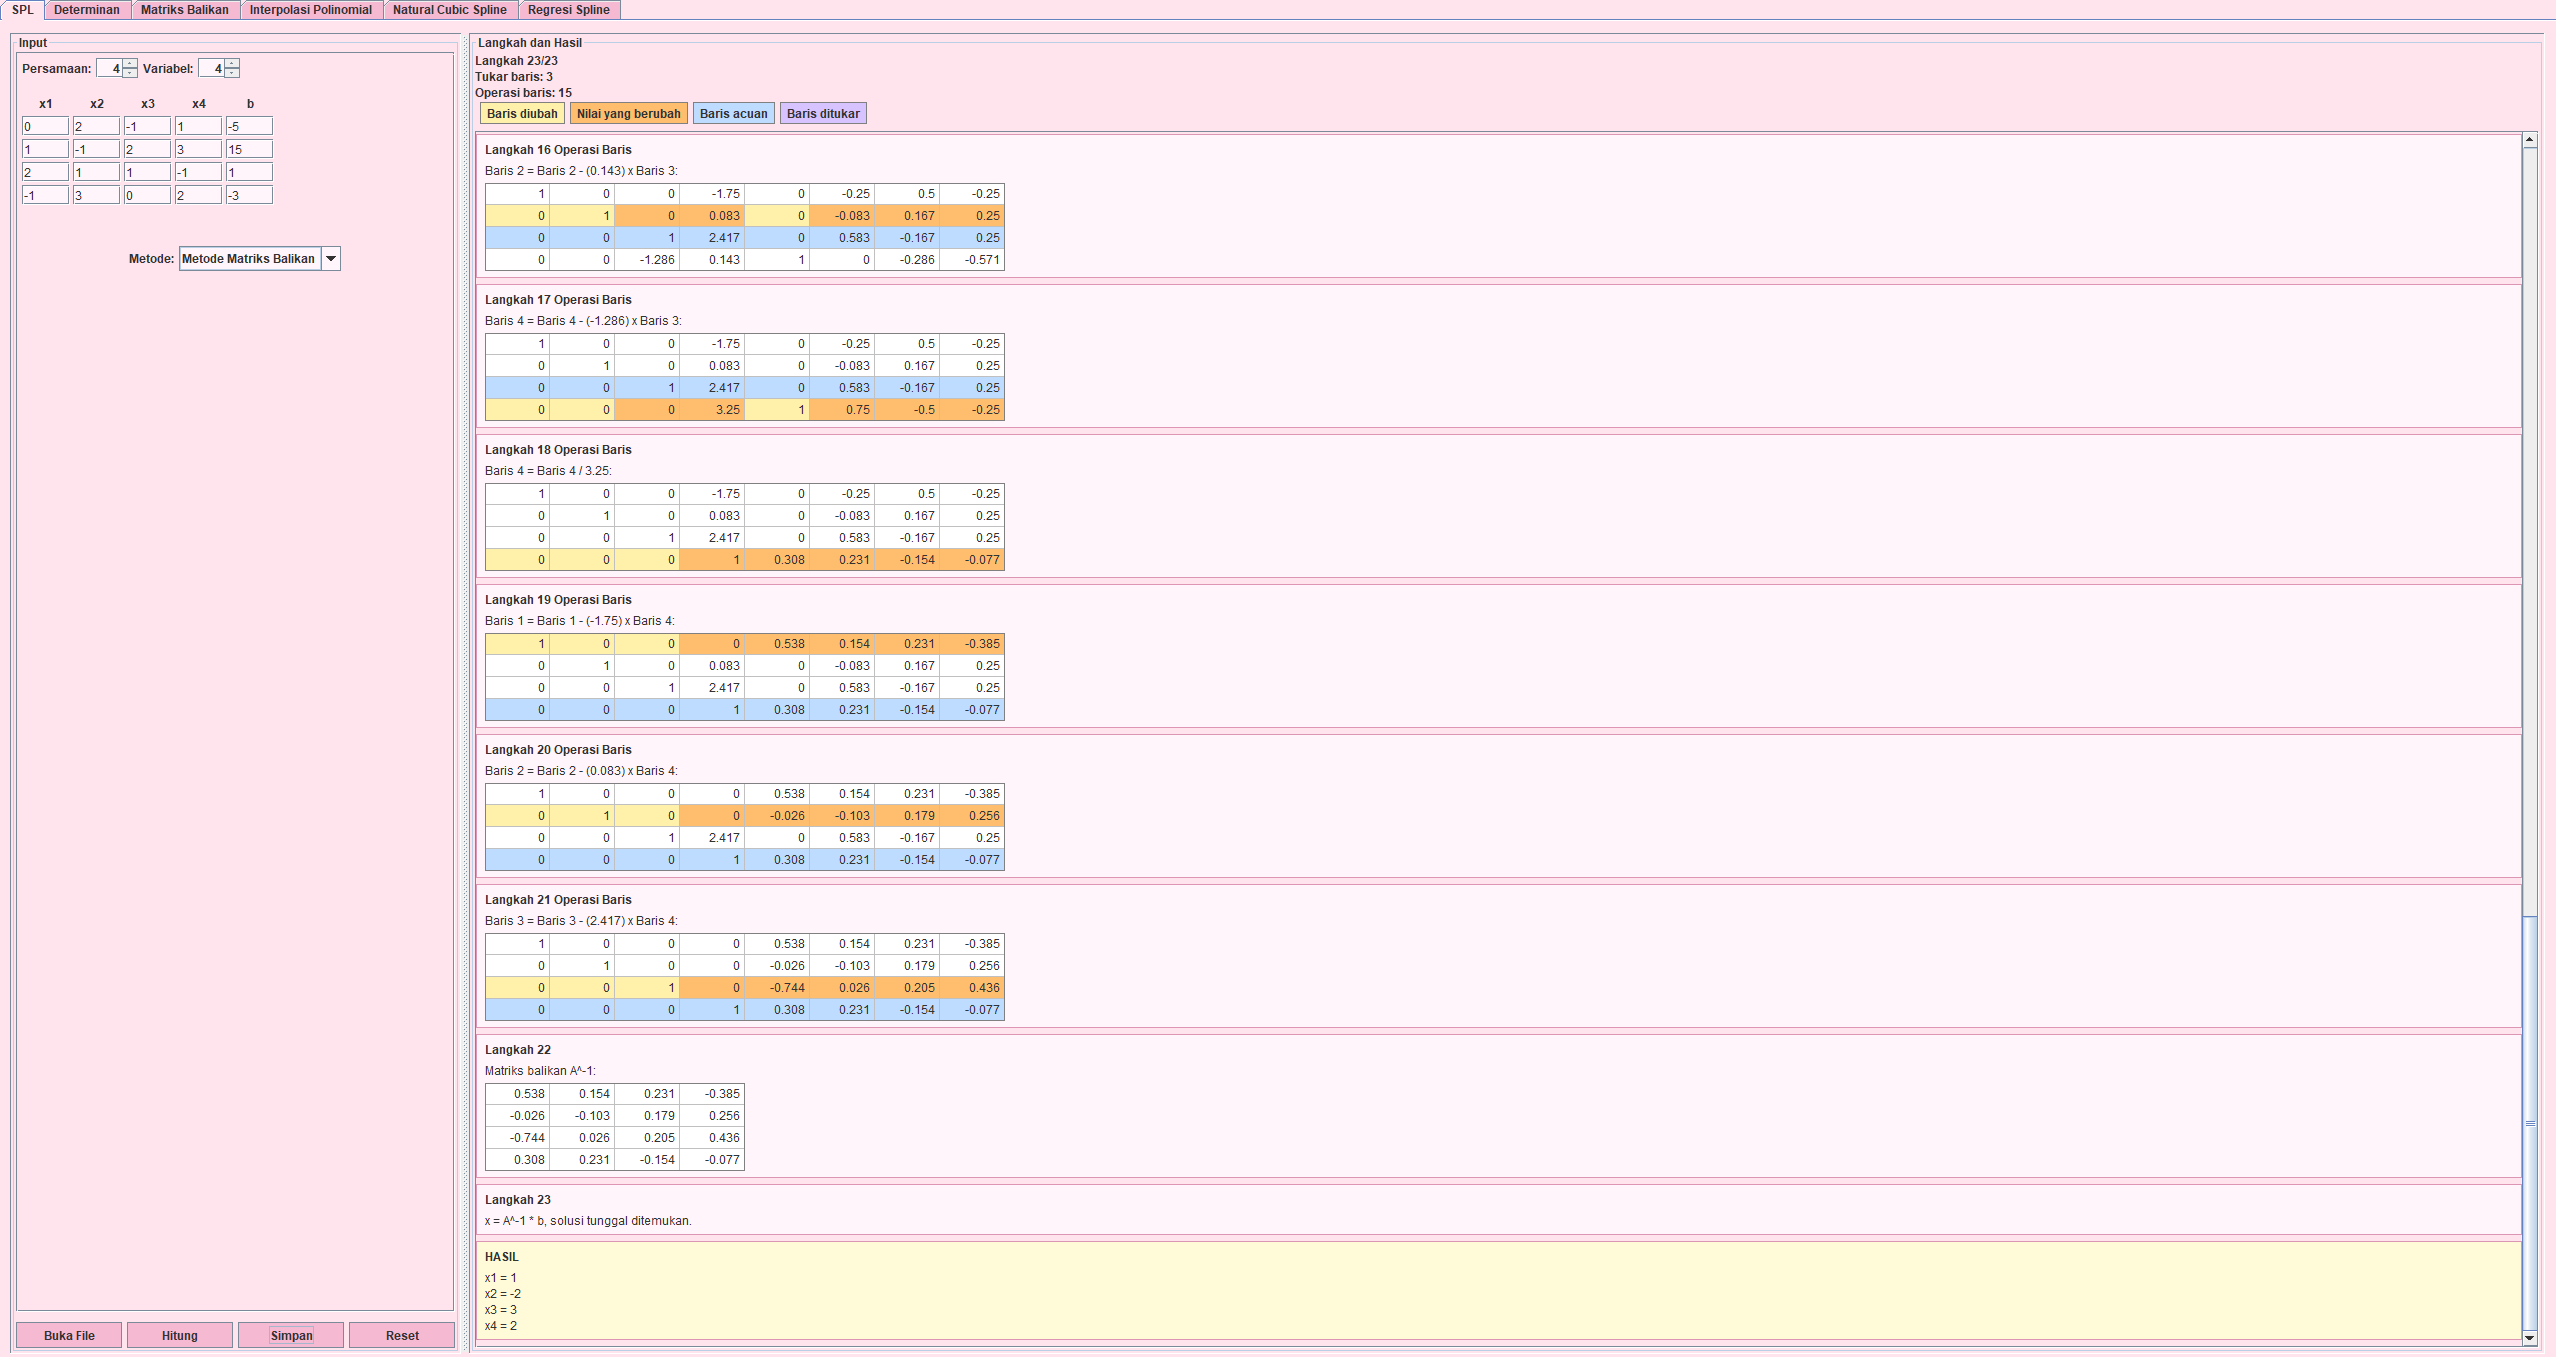 SPL Determinan Matriks Balikan Interpolasi Polinomial Natural Cubic Spline Regresi Spline
Input
Persamaan: 4 Variabel: 4
x1 x2 x3 x4 b
0 2 -1 1 -5
1 -1 2 3 15
2 1 1 -1 1
-1 3 0 2 -3
Metode: Metode Matriks Balikan
Buka File Hitung Simpan Reset
Langkah dan Hasil
Langkah 23/23
Tukar baris: 3
Operasi baris: 15
Baris diubah Nilai yang berubah Baris acuan Baris ditukar
Langkah 16 Operasi Baris
Baris 2 = Baris 2 - (0.143) x Baris 3:
1 0 0 -1.75 0 -0.25 0.5 -0.25
0 1 0 0.083 0 -0.083 0.167 0.25
0 0 1 2.417 0 0.583 -0.167 0.25
0 0 -1.286 0.143 1 0 -0.286 -0.571
Langkah 17 Operasi Baris
Baris 4 = Baris 4 - (-1.286) x Baris 3:
1 0 0 -1.75 0 -0.25 0.5 -0.25
0 1 0 0.083 0 -0.083 0.167 0.25
0 0 1 2.417 0 0.583 -0.167 0.25
0 0 0 3.25 1 0.75 -0.5 -0.25
Langkah 18 Operasi Baris
Baris 4 = Baris 4 / 3.25:
1 0 0 -1.75 0 -0.25 0.5 -0.25
0 1 0 0.083 0 -0.083 0.167 0.25
0 0 1 2.417 0 0.583 -0.167 0.25
0 0 0 1 0.308 0.231 -0.154 -0.077
Langkah 19 Operasi Baris
Baris 1 = Baris 1 - (-1.75) x Baris 4:
1 0 0 0 0.538 0.154 0.231 -0.385
0 1 0 0.083 0 -0.083 0.167 0.25
0 0 1 2.417 0 0.583 -0.167 0.25
0 0 0 1 0.308 0.231 -0.154 -0.077
Langkah 20 Operasi Baris
Baris 2 = Baris 2 - (0.083) x Baris 4:
1 0 0 0 0.538 0.154 0.231 -0.385
0 1 0 0 -0.026 -0.103 0.179 0.256
0 0 1 2.417 0 0.583 -0.167 0.25
0 0 0 1 0.308 0.231 -0.154 -0.077
Langkah 21 Operasi Baris
Baris 3 = Baris 3 - (2.417) x Baris 4:
1 0 0 0 0.538 0.154 0.231 -0.385
0 1 0 0 -0.026 -0.103 0.179 0.256
0 0 1 0 -0.744 0.026 0.205 0.436
0 0 0 1 0.308 0.231 -0.154 -0.077
Langkah 22
Matriks balikan A^-1:
0.538 0.154 0.231 -0.385
-0.026 -0.103 0.179 0.256
-0.744 0.026 0.205 0.436
0.308 0.231 -0.154 -0.077
Langkah 23
x = A^-1 * b, solusi tunggal ditemukan.
HASIL
x1 = 1
x2 = -2
x3 = 3
x4 = 2